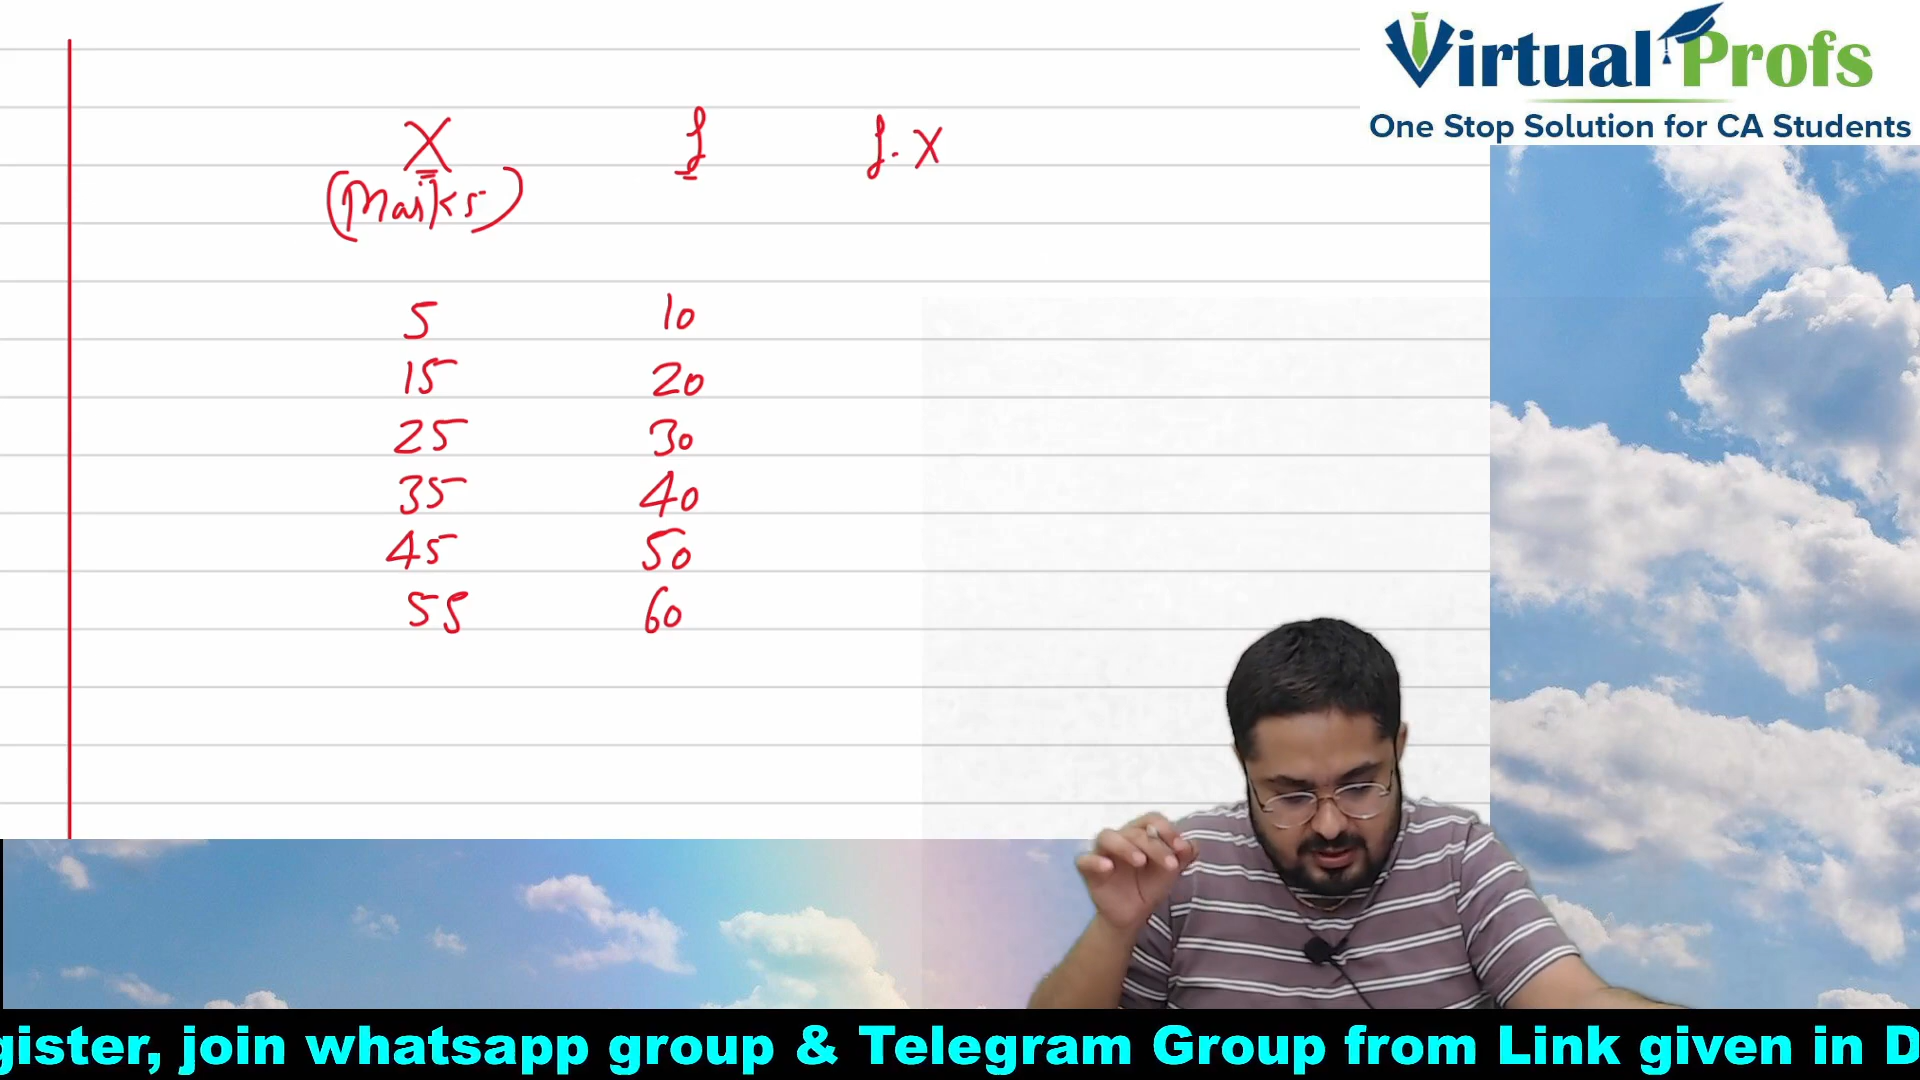 Virtual Profs
One Stop Solution for CA Students
X f f. X
(Marks)
5 10
15 20
25 30
35 40
45 50
55 60
gister, join whatsapp group & Telegram Group from Link given in D